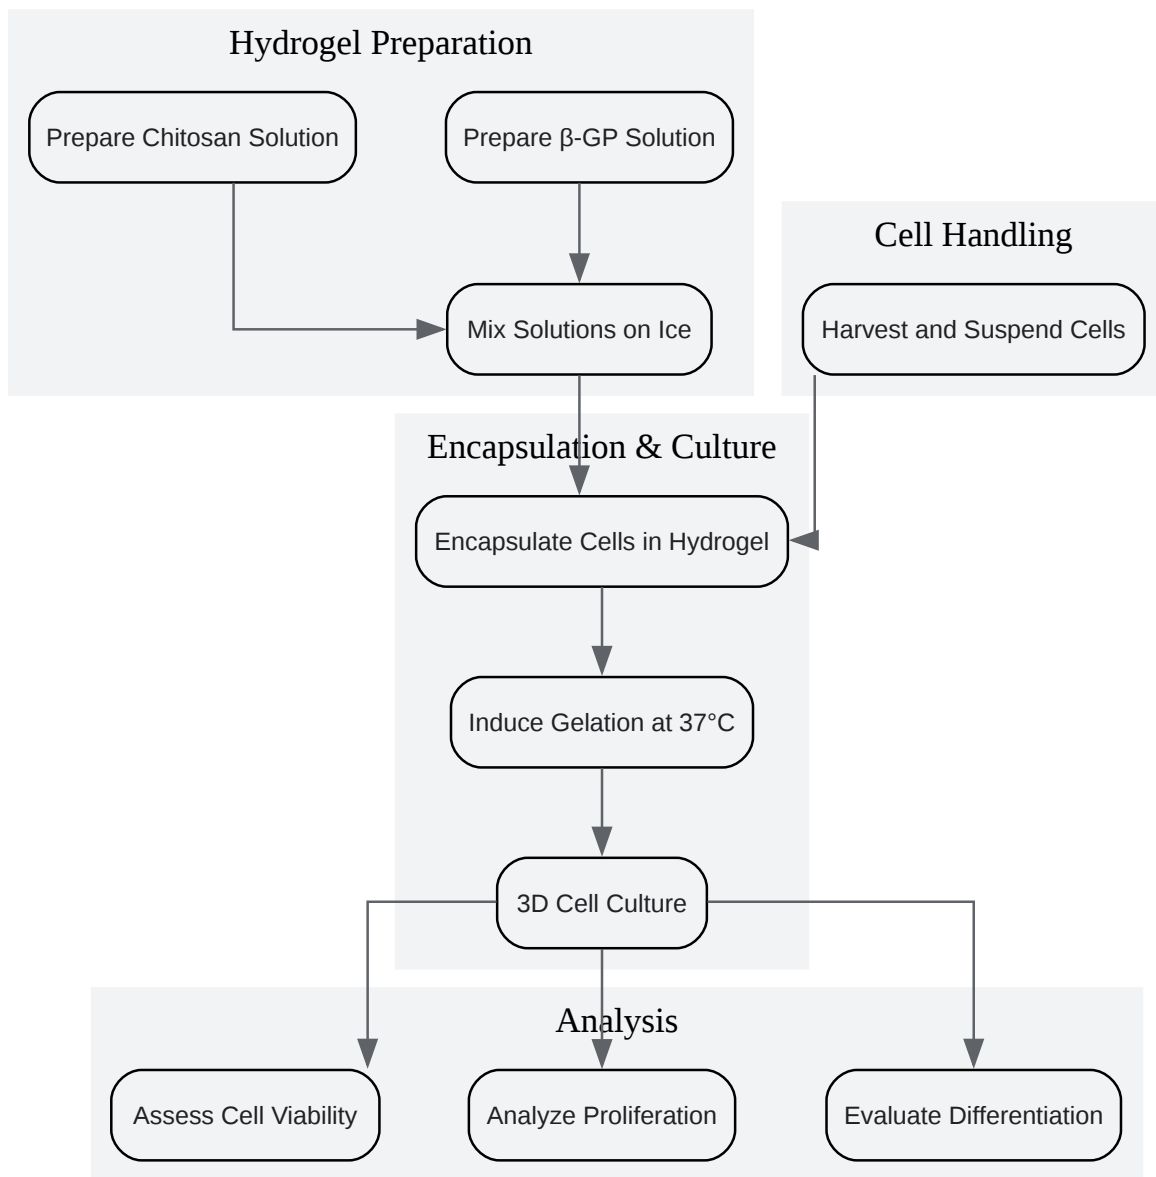 Hydrogel Preparation
Prepare Chitosan Solution
Prepare β-GP Solution
Cell Handling
Mix Solutions on Ice
Harvest and Suspend Cells
Encapsulation & Culture
Encapsulate Cells in Hydrogel
Induce Gelation at 37°C
3D Cell Culture
Analysis
Assess Cell Viability
Analyze Proliferation
Evaluate Differentiation